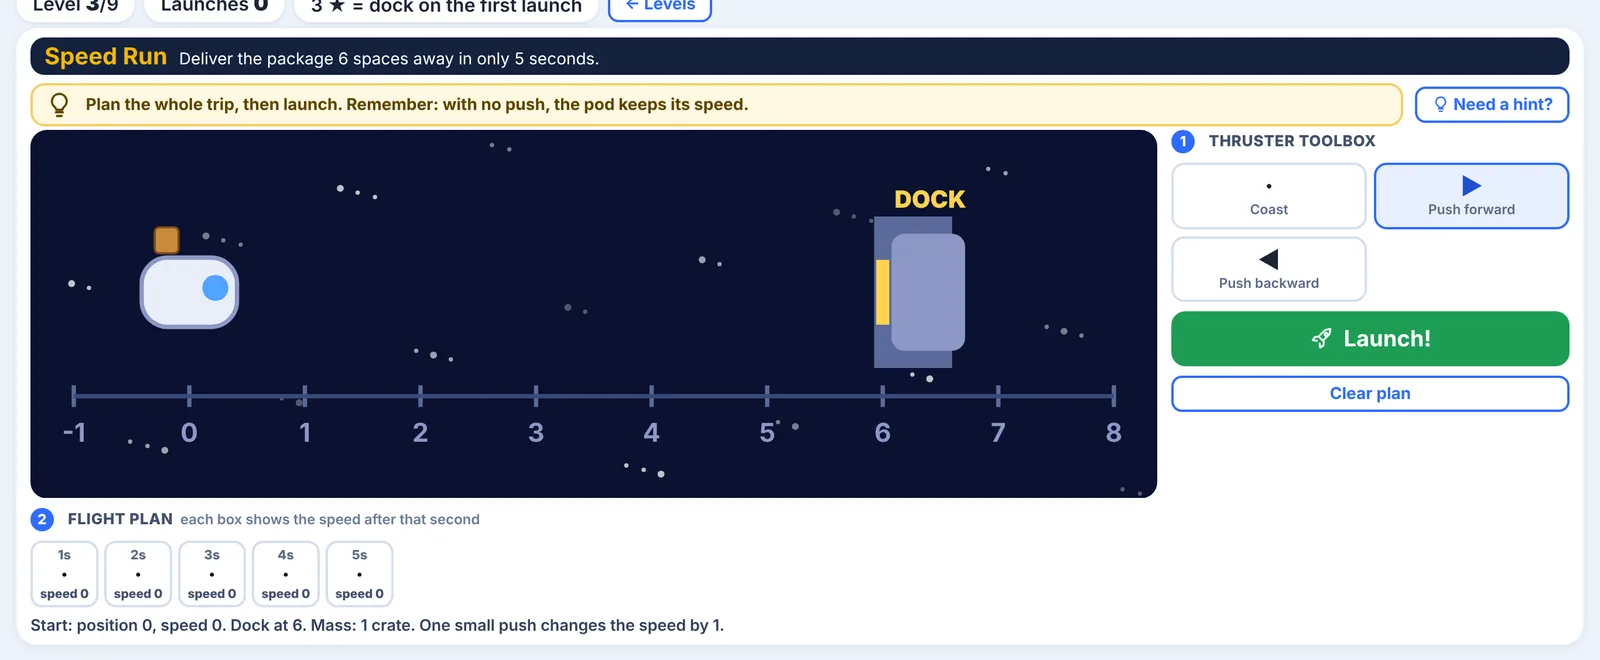 Level 3/9 Launches 0 3 ★ = dock on the first launch ← Levels
Speed Run Deliver the package 6 spaces away in only 5 seconds.
Plan the whole trip, then launch. Remember: with no push, the pod keeps its speed.
Need a hint?
1 THRUSTER TOOLBOX
Coast
Push forward
Push backward
Launch!
Clear plan
DOCK
-1 0 1 2 3 4 5 6 7 8
2 FLIGHT PLAN each box shows the speed after that second
1s 2s 3s 4s 5s
speed 0 speed 0 speed 0 speed 0 speed 0
Start: position 0, speed 0. Dock at 6. Mass: 1 crate. One small push changes the speed by 1.